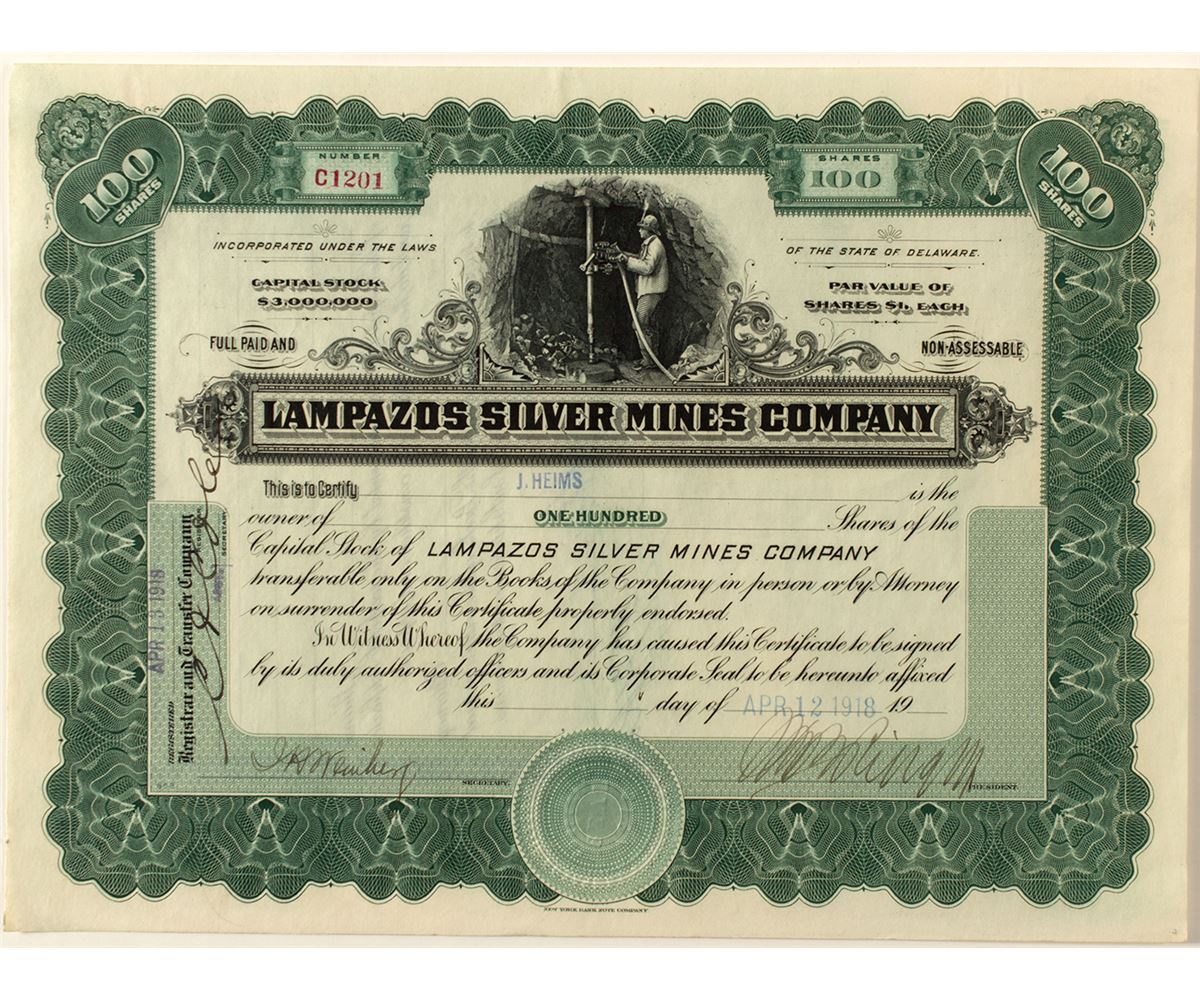 100 SHARES
NUMBER
C1201
SHARES
100
100 SHARES
INCORPORATED UNDER THE LAWS
OF THE STATE OF DELAWARE.
CAPITAL STOCK
$3,000,000
PAR VALUE OF
SHARES $1, EACH
FULL PAID AND
NON-ASSESSABLE
LAMPAZOS SILVER MINES COMPANY
This is to Certify J. HEIMS is the
owner of ONE HUNDRED Shares of the
Capital Stock of LAMPAZOS SILVER MINES COMPANY
transferable only on the Books of the Company in person or by Attorney
on surrender of this Certificate properly endorsed.
In Witness Whereof, the Company has caused this Certificate to be signed
by its duly authorized officers and its Corporate Seal to be hereunto affixed
this day of APR 12 1918 19
SECRETARY.
PRESIDENT.
APR 13 1918
REGISTERED
Registrar and Transfer Company
SECRETARY
NEW YORK BANK NOTE COMPANY.